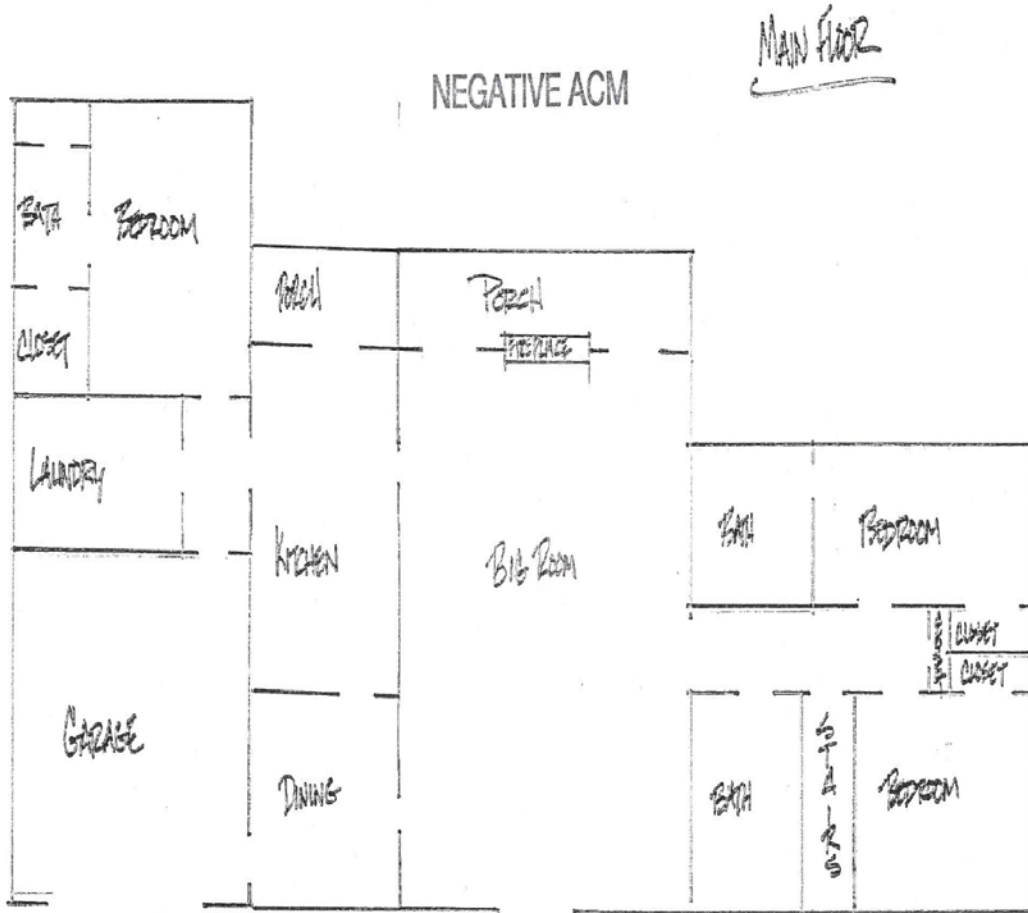 MAIN FLOOR
NEGATIVE ACM
BATH
BEDROOM
PORCH
PORCH
FIREPLACE
CLOSET
LAUNDRY
KITCHEN
BIG ROOM
BATH
BEDROOM
CLOSET
CLOSET
GARAGE
DINING
BATH
STAIRS
BEDROOM